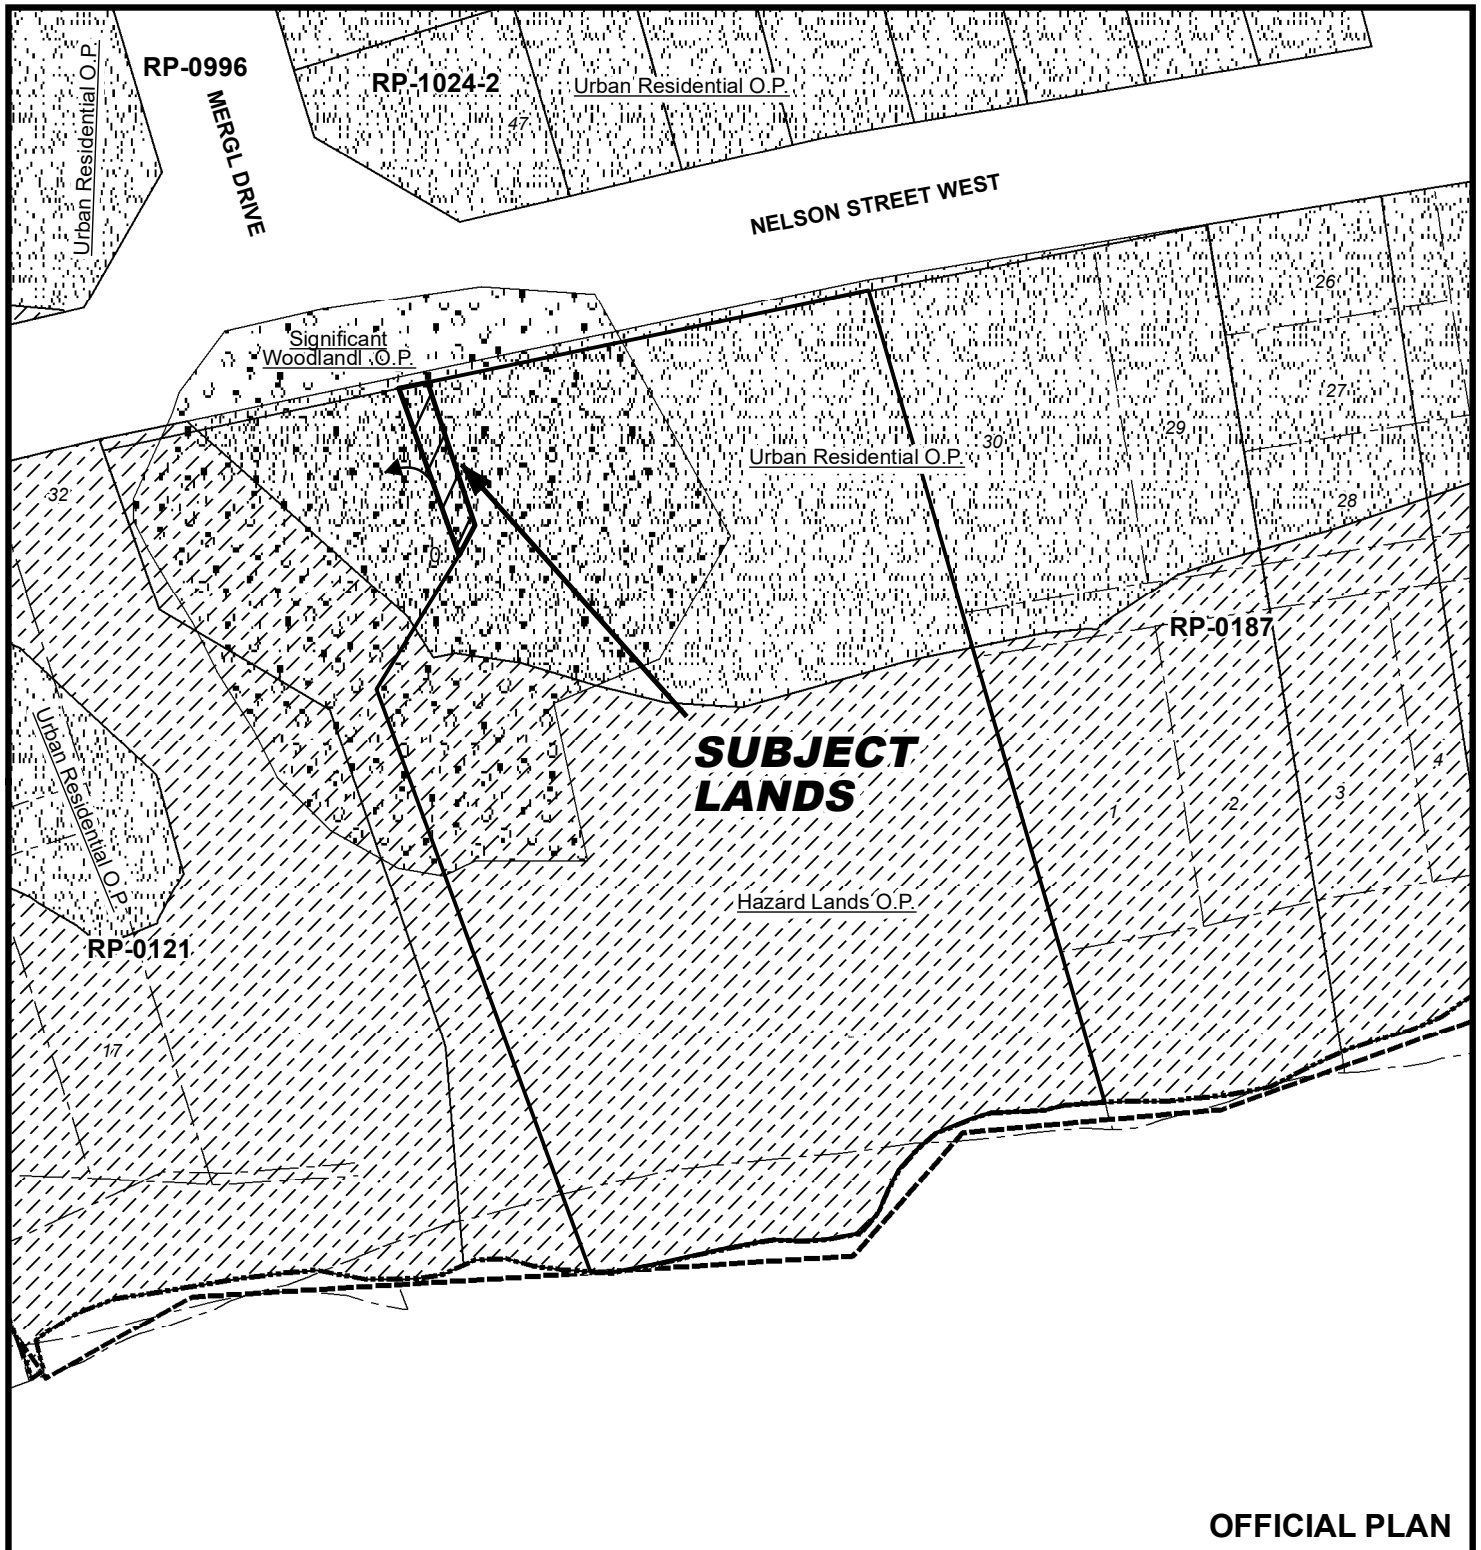 Urban Residential O.P.
RP-0996
MERGL DRIVE
RP-1024-2
Urban Residential O.P.
47
NELSON STREET WEST
26
Significant
Woodlandl .O.P.
27
30
29
Urban Residential O.P.
32
28
RP-0187
Urban Residential O.P.
SUBJECT
LANDS
4
3
2
1
Hazard Lands O.P.
RP-0121
17
OFFICIAL PLAN